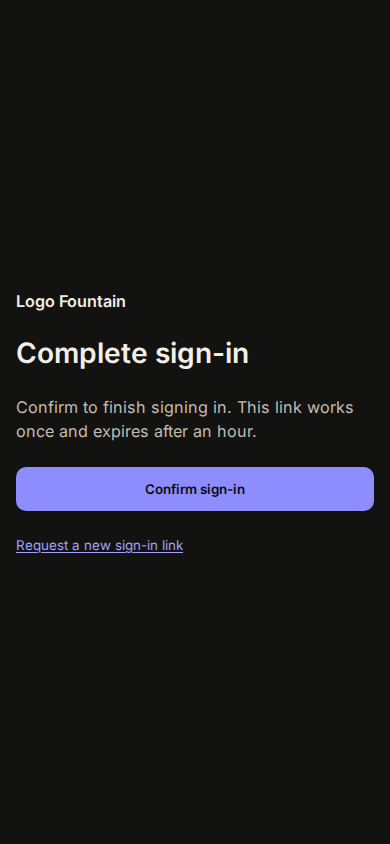 Logo Fountain
Complete sign-in
Confirm to finish signing in. This link works
once and expires after an hour.
Confirm sign-in
Request a new sign-in link